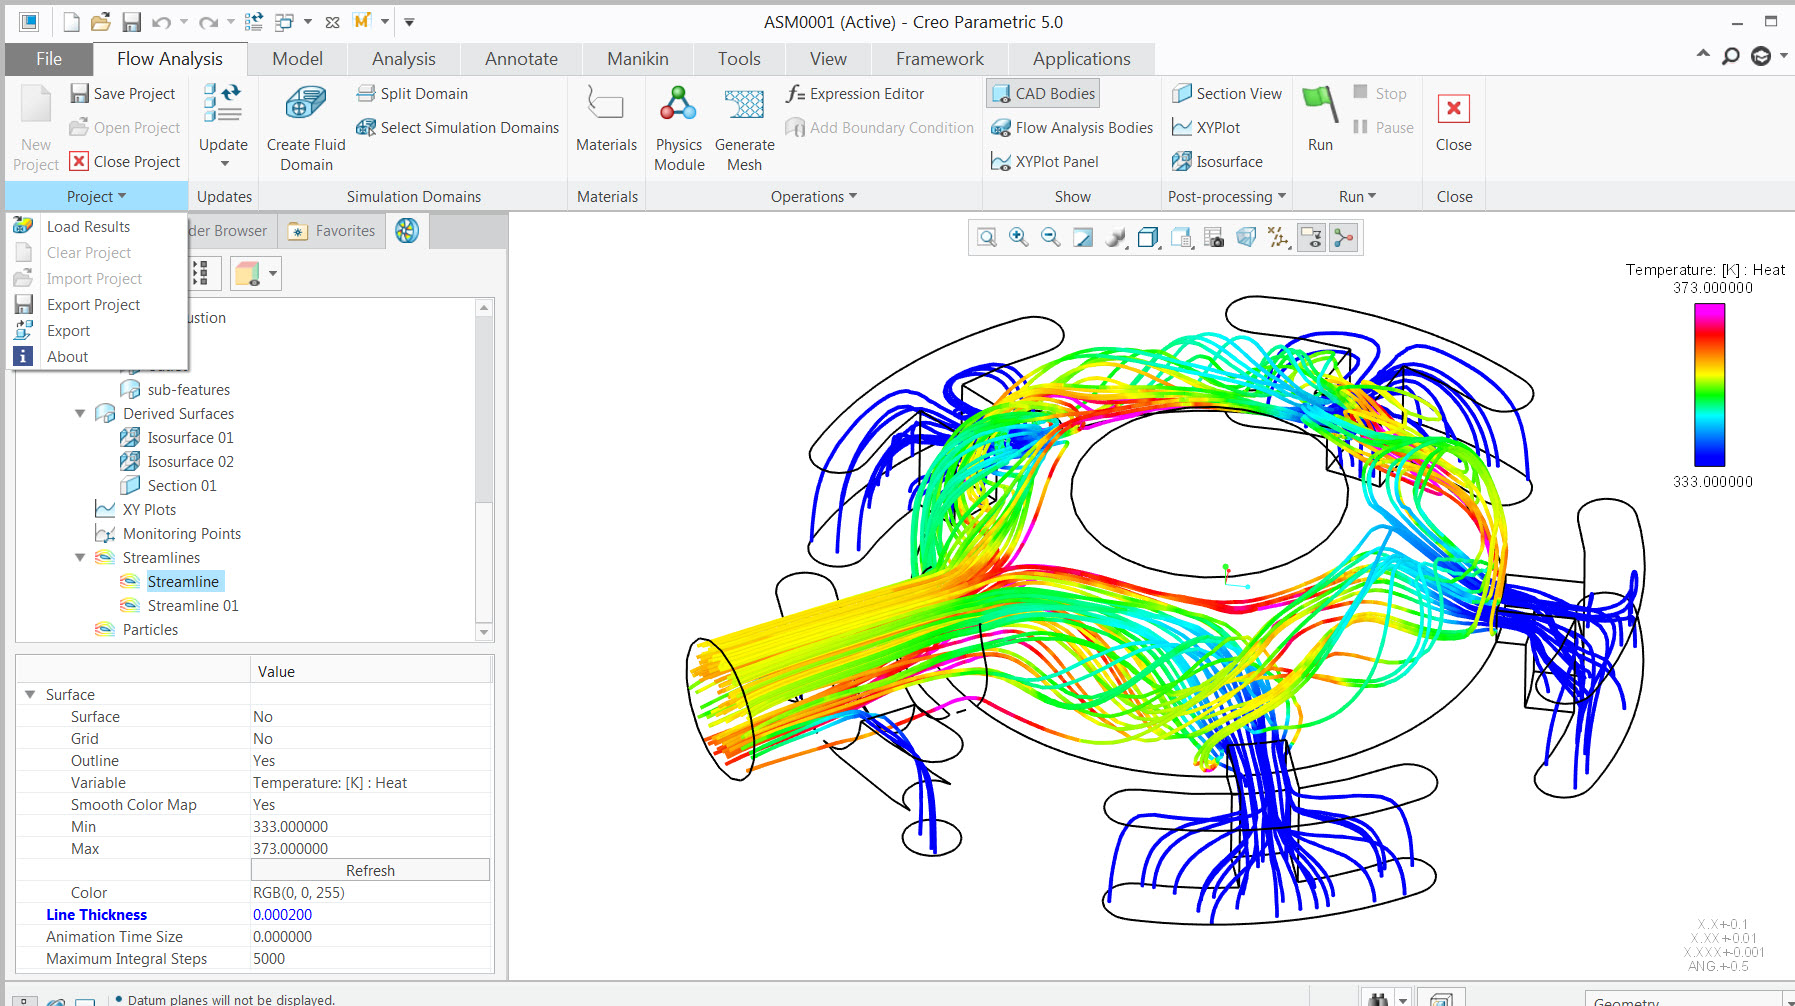 ASM0001 (Active) - Creo Parametric 5.0
File Flow Analysis Model Analysis Annotate Manikin Tools View Framework Applications
New Project
Save Project
Open Project
Close Project
Update
Create Fluid Domain
Split Domain
Select Simulation Domains
Materials
Physics Module
Generate Mesh
Expression Editor
Add Boundary Condition
CAD Bodies
Flow Analysis Bodies
XYPlot Panel
Section View
XYPlot
Isosurface
Run
Stop
Pause
Close
Project Updates Simulation Domains Materials Operations Show Post-processing Run Close
Load Results
Clear Project
Import Project
Export Project
Export
About
der Browser
Favorites
ustion
sub-features
Derived Surfaces
Isosurface 01
Isosurface 02
Section 01
XY Plots
Monitoring Points
Streamlines
Streamline
Streamline 01
Particles
Value
Surface
Surface No
Grid No
Outline Yes
Variable Temperature: [K] : Heat
Smooth Color Map Yes
Min 333.000000
Max 373.000000
Refresh
Color RGB(0, 0, 255)
Line Thickness 0.000200
Animation Time Size 0.000000
Maximum Integral Steps 5000
Temperature: [K] : Heat
373.000000
333.000000
X.X+-0.1
X.XX+-0.01
X.XXX+-0.001
ANG.+-0.5
Datum planes will not be displayed.
Geometry